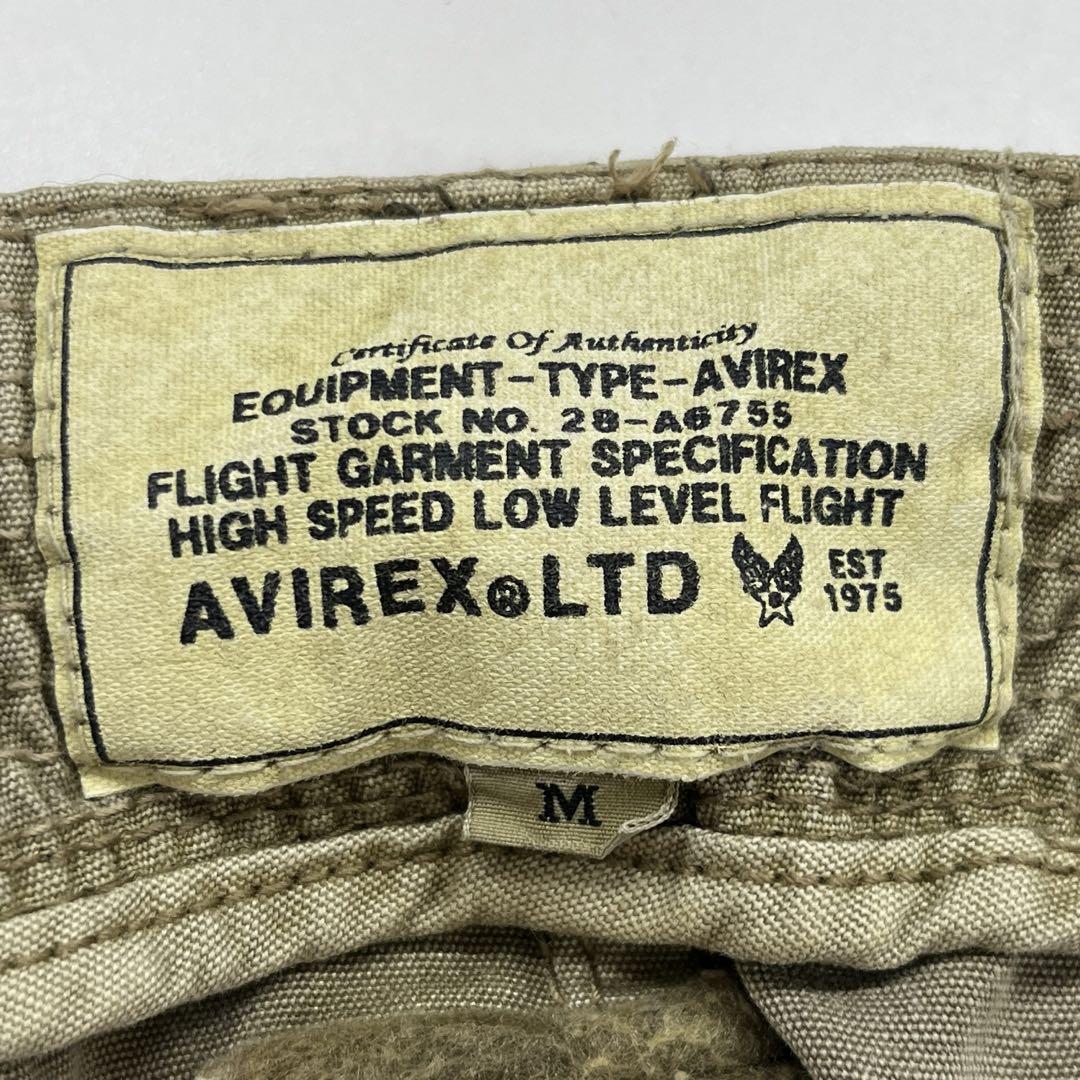 Certificate Of Authenticity
EQUIPMENT-TYPE-AVIREX
STOCK NO. 28-A6755
FLIGHT GARMENT SPECIFICATION
HIGH SPEED LOW LEVEL FLIGHT
AVIREX®LTD EST 1975
M